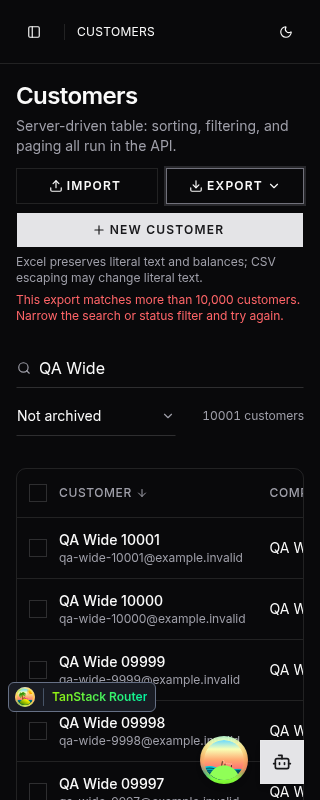 CUSTOMERS
Customers
Server-driven table: sorting, filtering, and
paging all run in the API.
IMPORT
EXPORT
NEW CUSTOMER
Excel preserves literal text and balances; CSV
escaping may change literal text.
This export matches more than 10,000 customers.
Narrow the search or status filter and try again.
QA Wide
Not archived
10001 customers
CUSTOMER
QA Wide 10001
QA W
qa-wide-10001@example.invalid
QA Wide 10000
QA W
qa-wide-10000@example.invalid
QA Wide 09999
QA W
qa-wide-9999@example.invalid
TanStack Router
QA Wide 09998
QA W
qa-wide-9998@example.invalid
QA Wide 09997
QA W